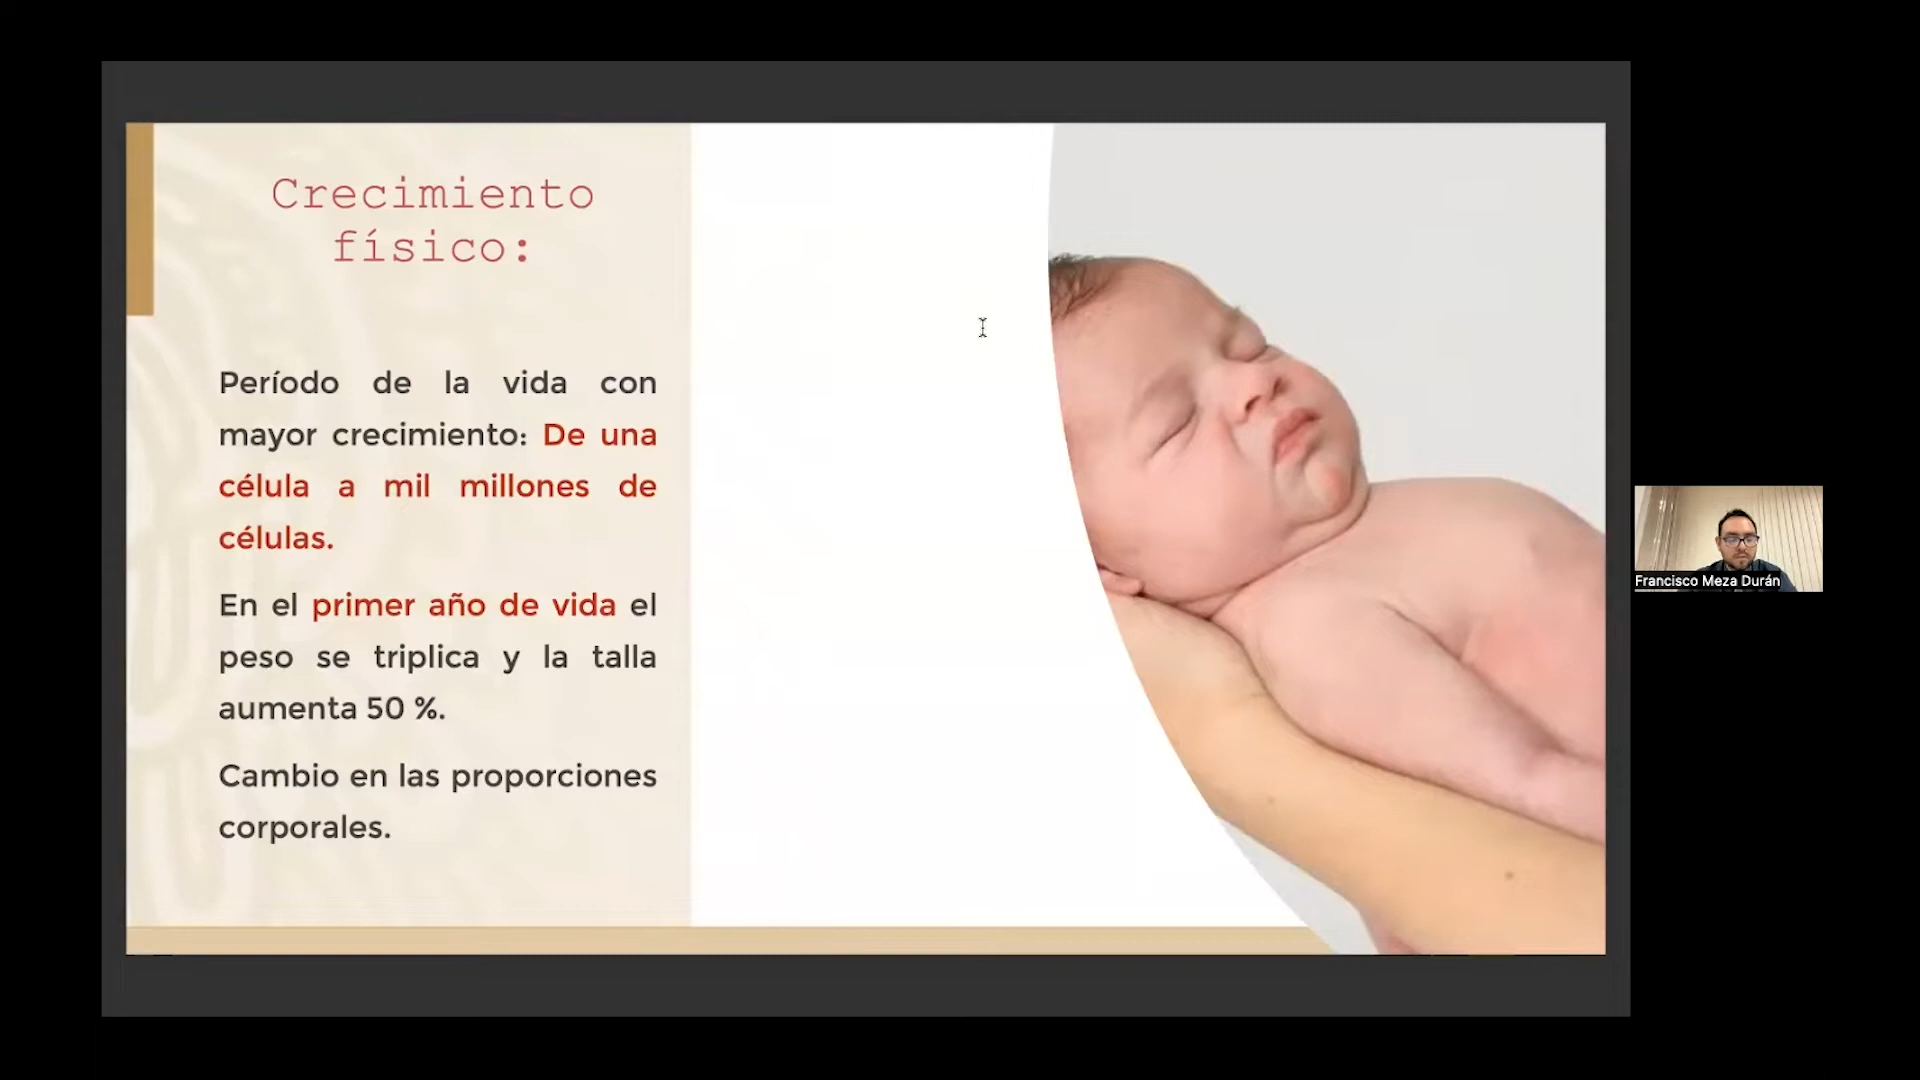 Crecimiento
físico:
Período de la vida con
mayor crecimiento: De una
célula a mil millones de
células.
En el primer año de vida el
peso se triplica y la talla
aumenta 50 %.
Cambio en las proporciones
corporales.
Francisco Meza Durán